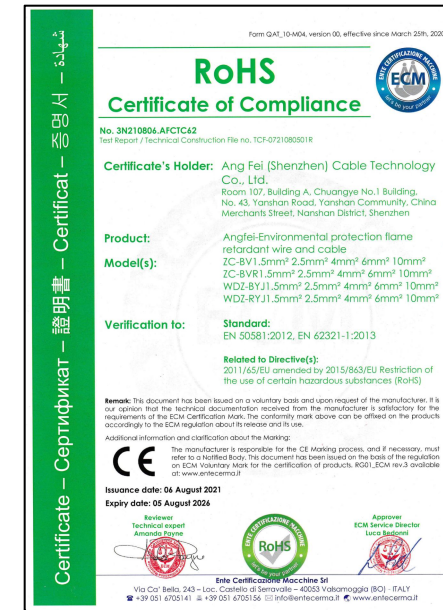 Form QAT_10-M04, version 00, effective since March 25th, 2020
RoHS
Certificate of Compliance
ENTE CERTIFICAZIONE MACCHINE
ECM
let's be your partner
No. 3N210806.AFCTC62
Test Report / Technical Construction File no. TCF-0721080501R
Certificate's Holder: Ang Fei (Shenzhen) Cable Technology
Co., Ltd.
Room 107, Building A, Chuangye No.1 Building,
No. 43, Yanshan Road, Yanshan Community, China
Merchants Street, Nanshan District, Shenzhen
Product: Angfei-Environmental protection flame
retardant wire and cable
Model(s): ZC-BV1.5mm² 2.5mm² 4mm² 6mm² 10mm²
ZC-BVR1.5mm² 2.5mm² 4mm² 6mm² 10mm²
WDZ-BYJ1.5mm² 2.5mm² 4mm² 6mm² 10mm²
WDZ-RYJ1.5mm² 2.5mm² 4mm² 6mm² 10mm²
Verification to: Standard:
EN 50581:2012, EN 62321-1:2013
Related to Directive(s):
2011/65/EU amended by 2015/863/EU Restriction of
the use of certain hazardous substances (RoHS)
Remark: This document has been issued on a voluntary basis and upon request of the manufacturer. It is
our opinion that the technical documentation received from the manufacturer is satisfactory for the
requirements of the ECM Certification Mark. The conformity mark above can be affixed on the products
accordingly to the ECM regulation about its release and its use.
Additional information and clarification about the Marking:
CE
The manufacturer is responsible for the CE Marking process, and if necessary, must
refer to a Notified Body. This document has been issued on the basis of the regulation
on ECM Voluntary Mark for the certification of products. RG01_ECM rev.3 available
at: www.entecerma.it
Issuance date: 06 August 2021
Expiry date: 05 August 2026
Reviewer
Technical expert
Amanda Payne
ENTE CERTIFICAZIONE MACCHINE
RoHS
let's be your partner
Approver
ECM Service Director
Luca Bedonni
Ente Certificazione Macchine Srl
Via Ca' Bella, 243 – Loc. Castello di Serravalle – 40053 Valsamoggia (BO) - ITALY
+39 051 6705141 +39 051 6705156 info@entecerma.it www.entecerma.it
Certificate – Сертификат – 證明書 – Certificat – 증명서 – شهادة